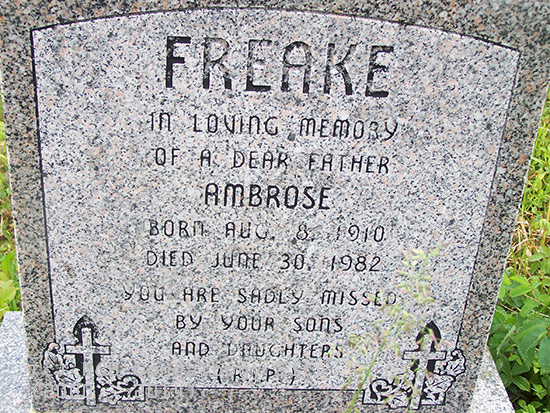 FREAKE
IN LOVING MEMORY
OF A DEAR FATHER
AMBROSE
BORN AUG. 8, 1910
DIED JUNE 30, 1982
YOU ARE SADLY MISSED
BY YOUR SONS
AND DAUGHTERS
(R.I.P.)